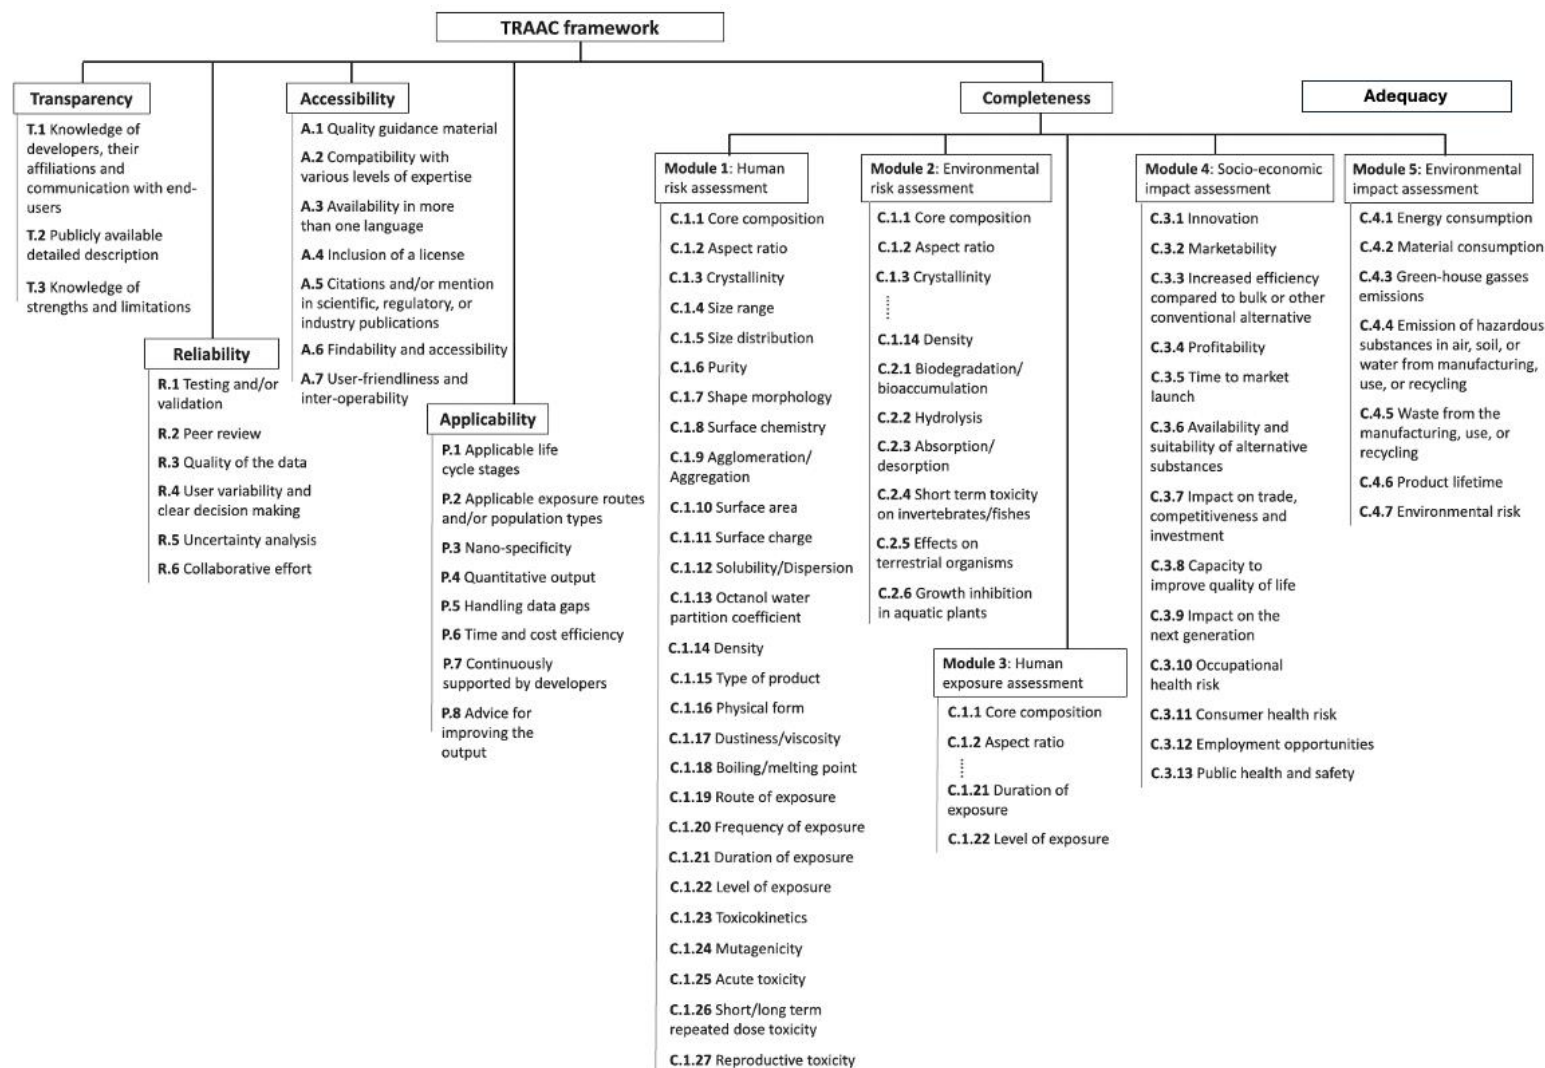 TRAAC framework
Transparency
T.1 Knowledge of
developers, their
affiliations and
communication with end-
users
T.2 Publicly available
detailed description
T.3 Knowledge of
strengths and limitations
Reliability
R.1 Testing and/or
validation
R.2 Peer review
R.3 Quality of the data
R.4 User variability and
clear decision making
R.5 Uncertainty analysis
R.6 Collaborative effort
Accessibility
A.1 Quality guidance material
A.2 Compatibility with
various levels of expertise
A.3 Availability in more
than one language
A.4 Inclusion of a license
A.5 Citations and/or mention
in scientific, regulatory, or
industry publications
A.6 Findability and accessibility
A.7 User-friendliness and
inter-operability
Applicability
P.1 Applicable life
cycle stages
P.2 Applicable exposure routes
and/or population types
P.3 Nano-specificity
P.4 Quantitative output
P.5 Handling data gaps
P.6 Time and cost efficiency
P.7 Continuously
supported by developers
P.8 Advice for
improving the
output
Completeness
Adequacy
Module 1: Human
risk assessment
C.1.1 Core composition
C.1.2 Aspect ratio
C.1.3 Crystallinity
C.1.4 Size range
C.1.5 Size distribution
C.1.6 Purity
C.1.7 Shape morphology
C.1.8 Surface chemistry
C.1.9 Agglomeration/
Aggregation
C.1.10 Surface area
C.1.11 Surface charge
C.1.12 Solubility/Dispersion
C.1.13 Octanol water
partition coefficient
C.1.14 Density
C.1.15 Type of product
C.1.16 Physical form
C.1.17 Dustiness/viscosity
C.1.18 Boiling/melting point
C.1.19 Route of exposure
C.1.20 Frequency of exposure
C.1.21 Duration of exposure
C.1.22 Level of exposure
C.1.23 Toxicokinetics
C.1.24 Mutagenicity
C.1.25 Acute toxicity
C.1.26 Short/long term
repeated dose toxicity
C.1.27 Reproductive toxicity
Module 2: Environmental
risk assessment
C.1.1 Core composition
C.1.2 Aspect ratio
C.1.3 Crystallinity
C.1.14 Density
C.2.1 Biodegradation/
bioaccumulation
C.2.2 Hydrolysis
C.2.3 Absorption/
desorption
C.2.4 Short term toxicity
on invertebrates/fishes
C.2.5 Effects on
terrestrial organisms
C.2.6 Growth inhibition
in aquatic plants
Module 3: Human
exposure assessment
C.1.1 Core composition
C.1.2 Aspect ratio
C.1.21 Duration of
exposure
C.1.22 Level of exposure
Module 4: Socio-economic
impact assessment
C.3.1 Innovation
C.3.2 Marketability
C.3.3 Increased efficiency
compared to bulk or other
conventional alternative
C.3.4 Profitability
C.3.5 Time to market
launch
C.3.6 Availability and
suitability of alternative
substances
C.3.7 Impact on trade,
competitiveness and
investment
C.3.8 Capacity to
improve quality of life
C.3.9 Impact on the
next generation
C.3.10 Occupational
health risk
C.3.11 Consumer health risk
C.3.12 Employment opportunities
C.3.13 Public health and safety
Module 5: Environmental
impact assessment
C.4.1 Energy consumption
C.4.2 Material consumption
C.4.3 Green-house gasses
emissions
C.4.4 Emission of hazardous
substances in air, soil, or
water from manufacturing,
use, or recycling
C.4.5 Waste from the
manufacturing, use, or
recycling
C.4.6 Product lifetime
C.4.7 Environmental risk